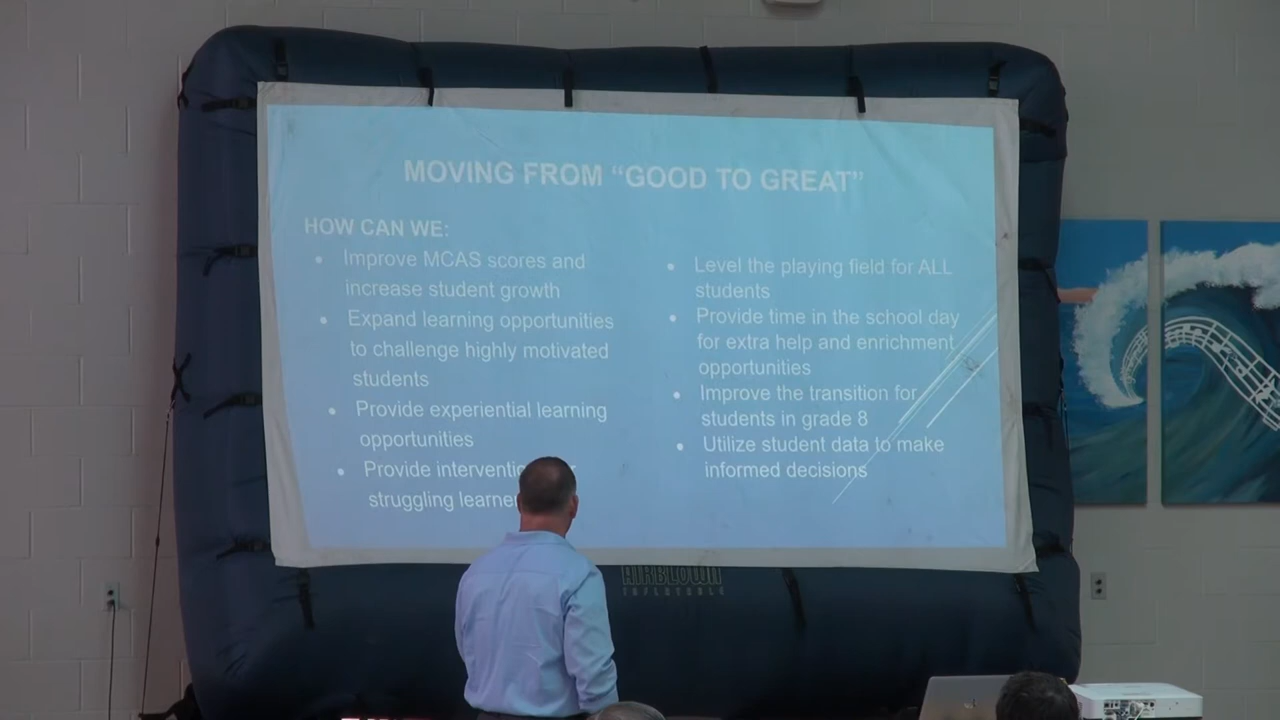 MOVING FROM “GOOD TO GREAT”
HOW CAN WE:
• Improve MCAS scores and
increase student growth
• Expand learning opportunities
to challenge highly motivated
students
• Provide experiential learning
opportunities
• Provide
struggling
• Level the playing field for ALL
students
• Provide time in the school day
for extra help and enrichment
opportunities
• Improve the transition for
students in grade 8
• Utilize student data to make
informed decisions
AIRBLOWN
INFLATABLE